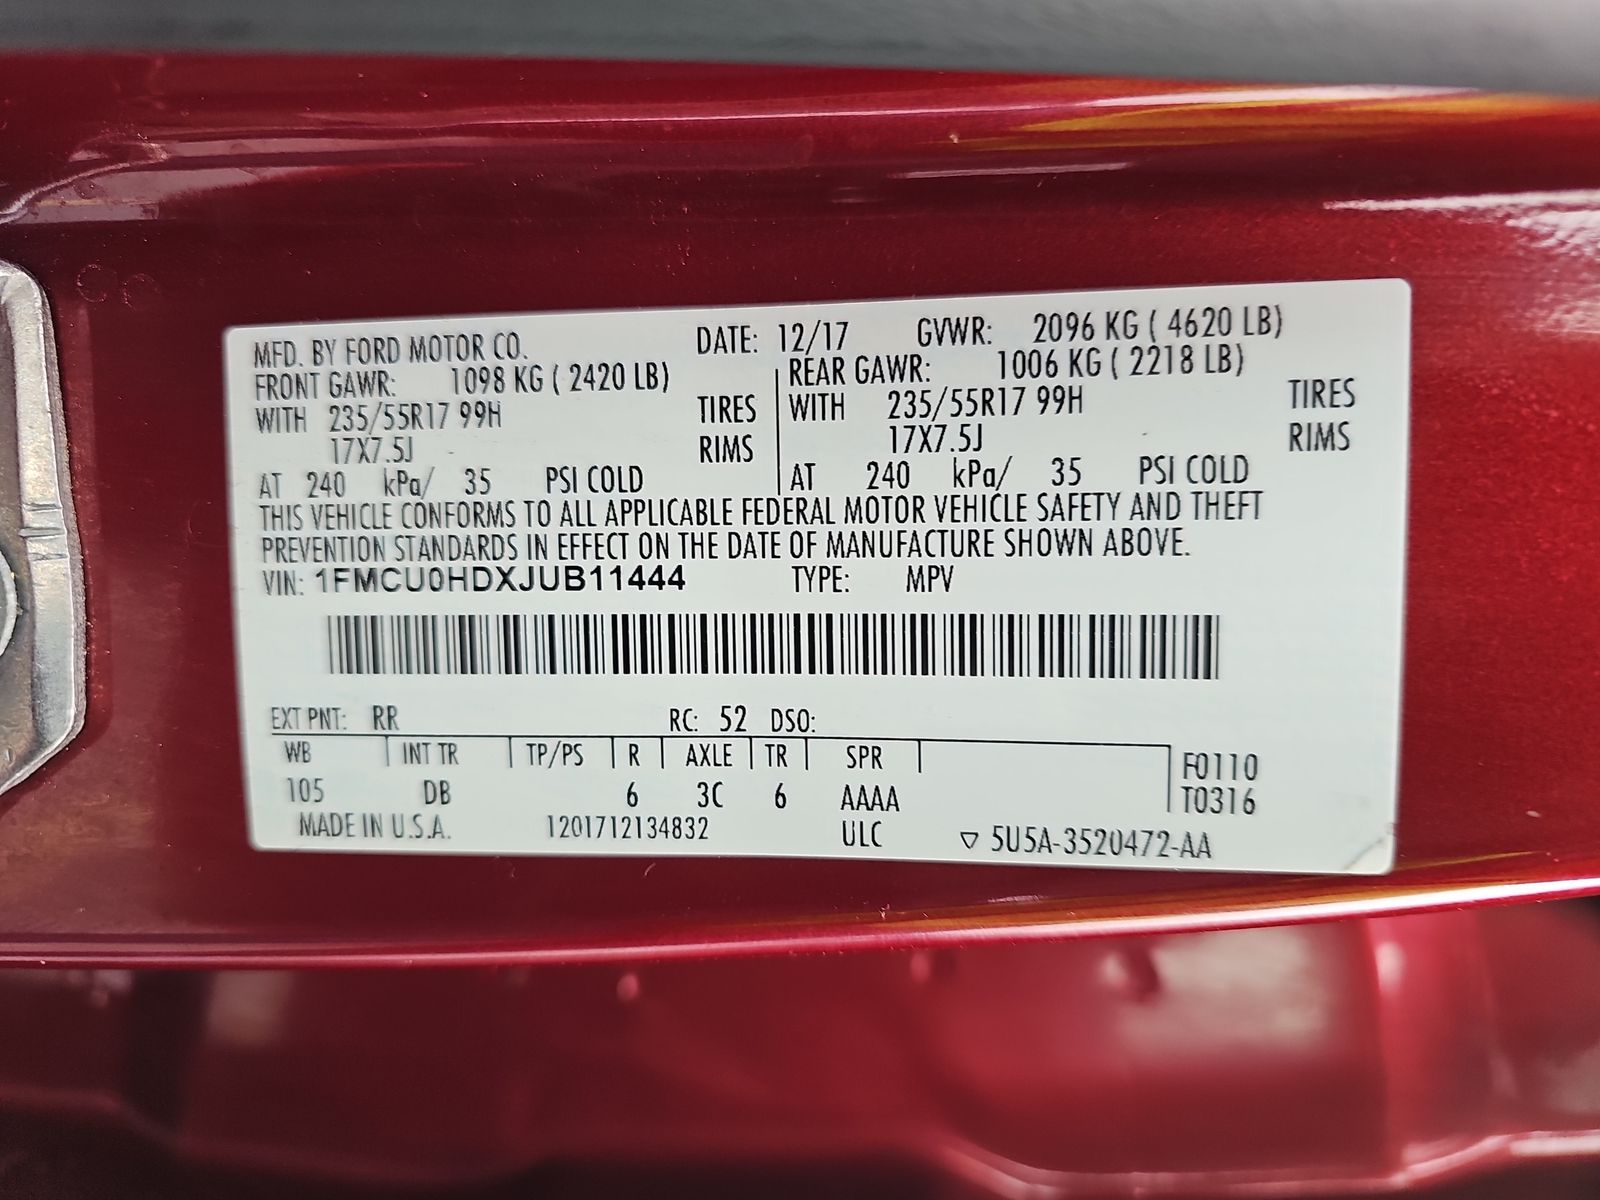 MFD. BY FORD MOTOR CO. DATE: 12/17 GVWR: 2096 KG ( 4620 LB)
FRONT GAWR: 1098 KG ( 2420 LB) REAR GAWR: 1006 KG ( 2218 LB)
WITH 235/55R17 99H TIRES WITH 235/55R17 99H TIRES
17X7.5J RIMS 17X7.5J RIMS
AT 240 kPa/ 35 PSI COLD AT 240 kPa/ 35 PSI COLD
THIS VEHICLE CONFORMS TO ALL APPLICABLE FEDERAL MOTOR VEHICLE SAFETY AND THEFT
PREVENTION STANDARDS IN EFFECT ON THE DATE OF MANUFACTURE SHOWN ABOVE.
VIN: 1FMCU0HDXJUB11444 TYPE: MPV
EXT PNT: RR RC: 52 DSO:
WB INT TR TP/PS R AXLE TR SPR F0110
105 DB 6 3C 6 AAAA T0316
MADE IN U.S.A. 1201712134832 ULC ▽ 5U5A-3520472-AA